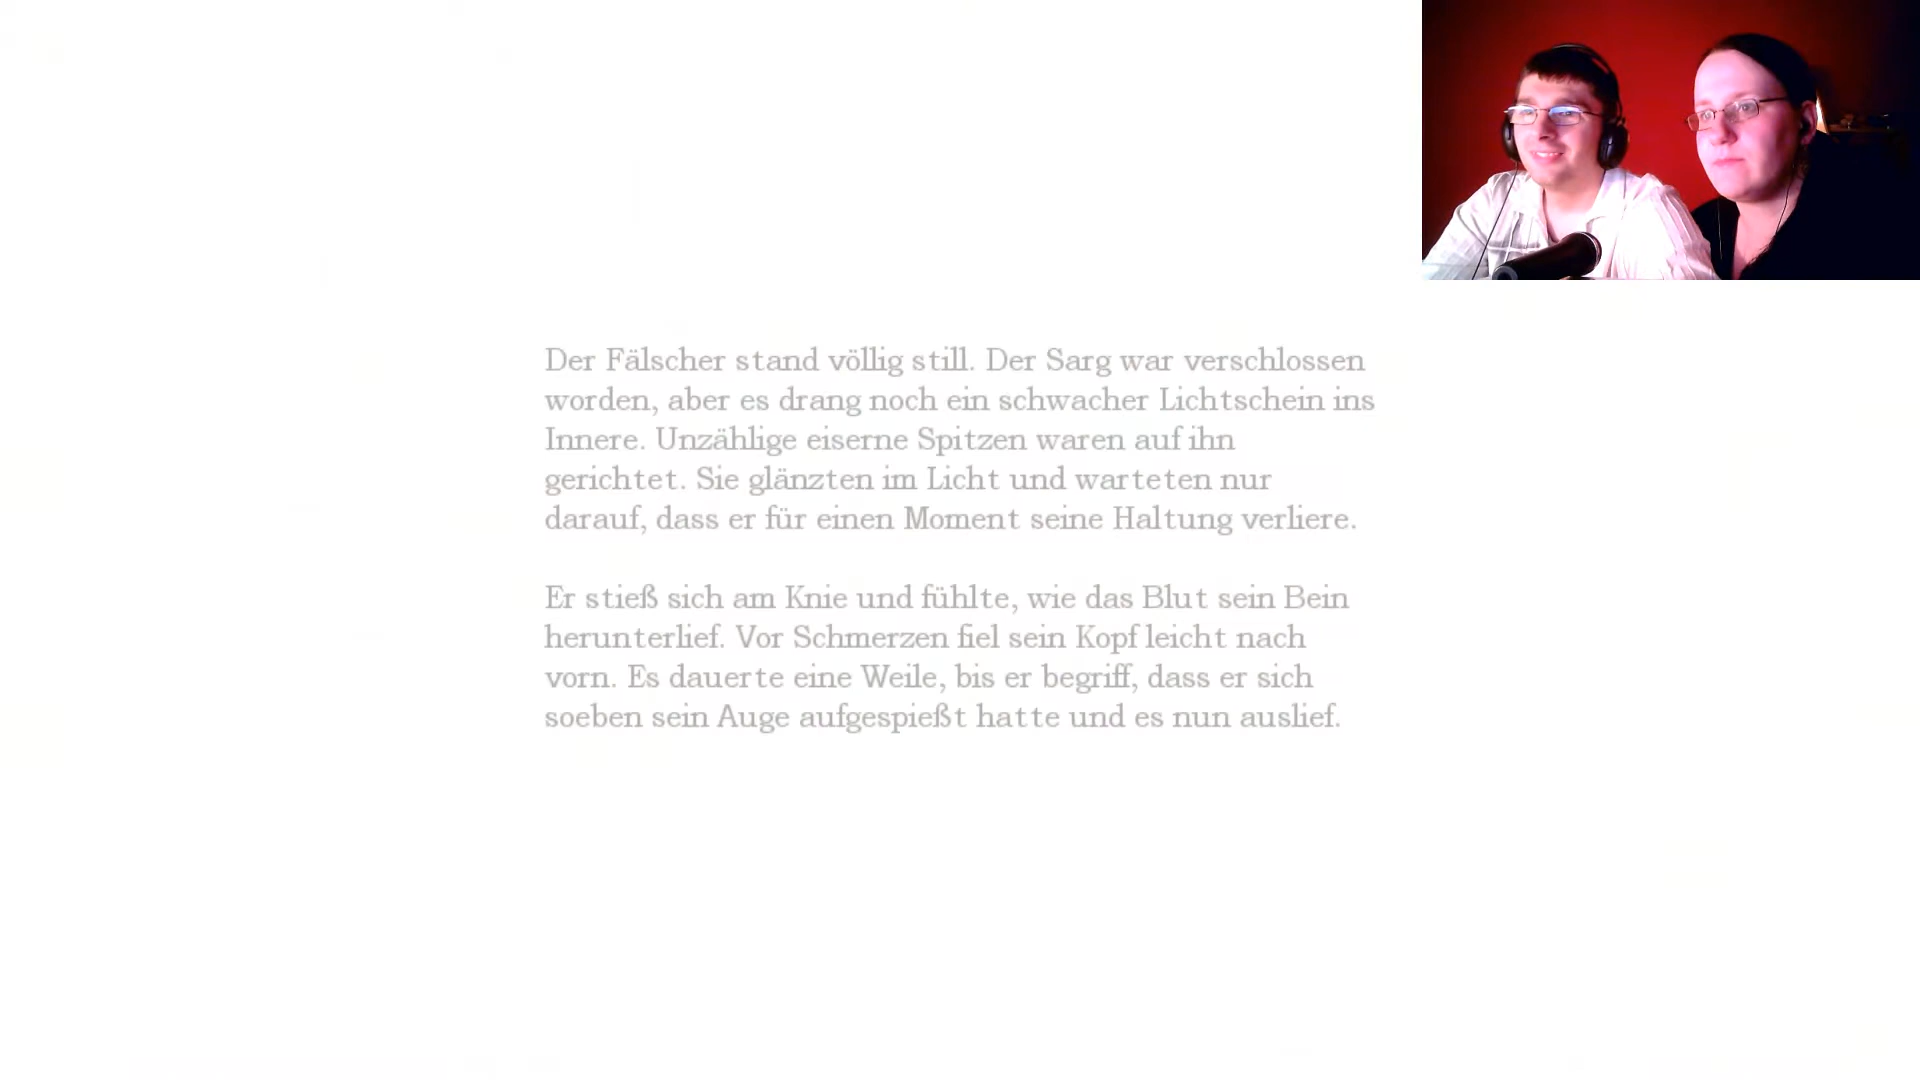 Der Fälscher stand völlig still. Der Sarg war verschlossen
worden, aber es drang noch ein schwacher Lichtschein ins
Innere. Unzählige eiserne Spitzen waren auf ihn
gerichtet. Sie glänzten im Licht und warteten nur
darauf, dass er für einen Moment seine Haltung verliere.

Er stieß sich am Knie und fühlte, wie das Blut sein Bein
herunterlief. Vor Schmerzen fiel sein Kopf leicht nach
vorn. Es dauerte eine Weile, bis er begriff, dass er sich
soeben sein Auge aufgespießt hatte und es nun auslief.